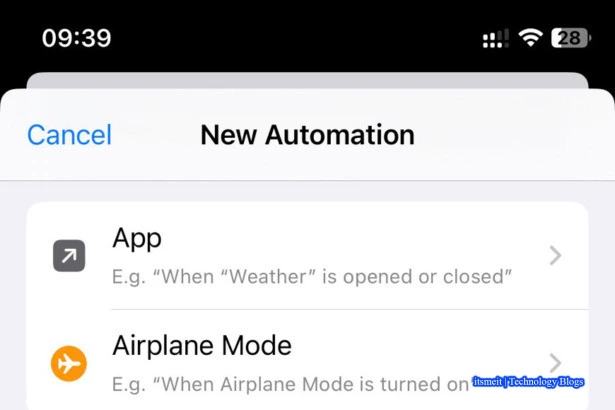 09:39
28
Cancel
New Automation
App
E.g. “When “Weather” is opened or closed”
Airplane Mode
E.g. “When Airplane Mode is turned on
itsmeit | Technology Blogs